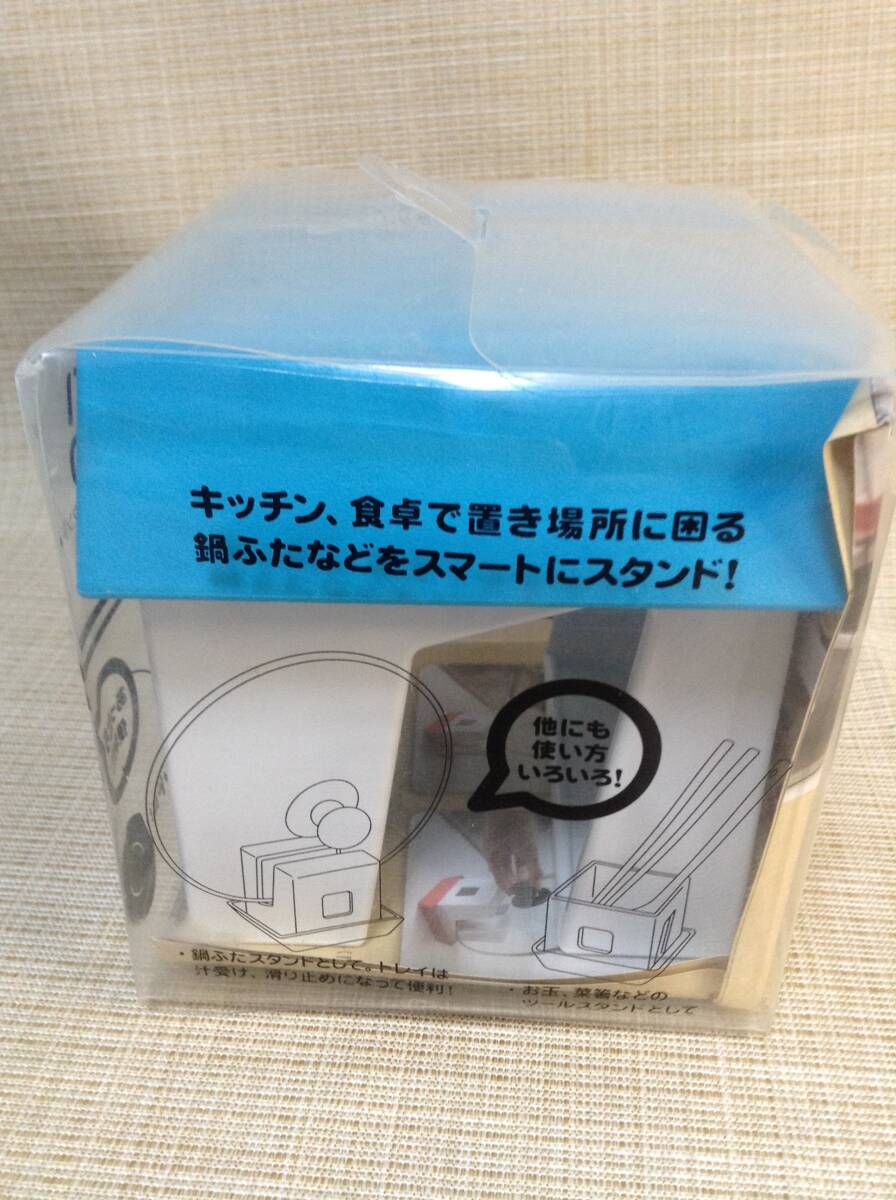 キッチン、食卓で置き場所に困る
鍋ふたなどをスマートにスタンド!
他にも
使い方
いろいろ!
・鍋ふたスタンドとして。トレイは
汁受け、滑り止めになって便利!
・お玉、菜箸などの
ツールスタンドとして